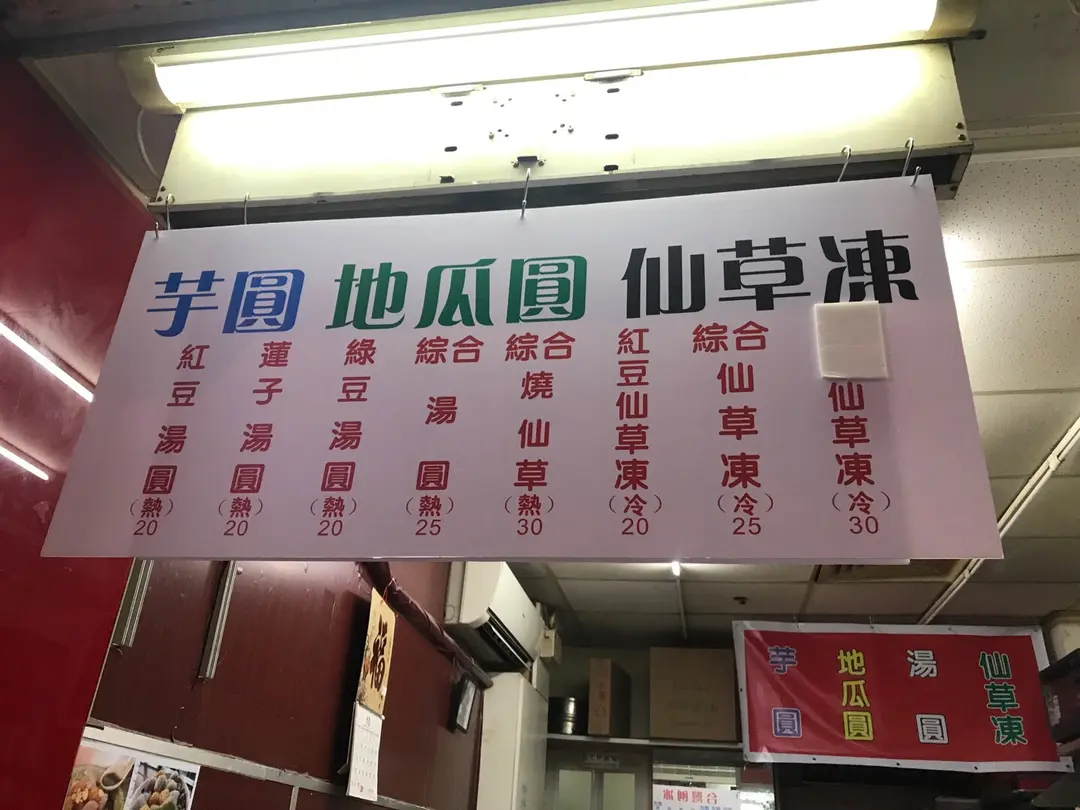 芋圓 地瓜圓 仙草凍
紅豆湯圓(熱)20
蓮子湯圓(熱)20
綠豆湯圓(熱)20
綜合湯圓(熱)25
綜合燒仙草(熱)30
紅豆仙草凍(冷)20
綜合仙草凍(冷)25
仙草凍(冷)30
福
芋圓
地瓜圓
湯圓
仙草凍